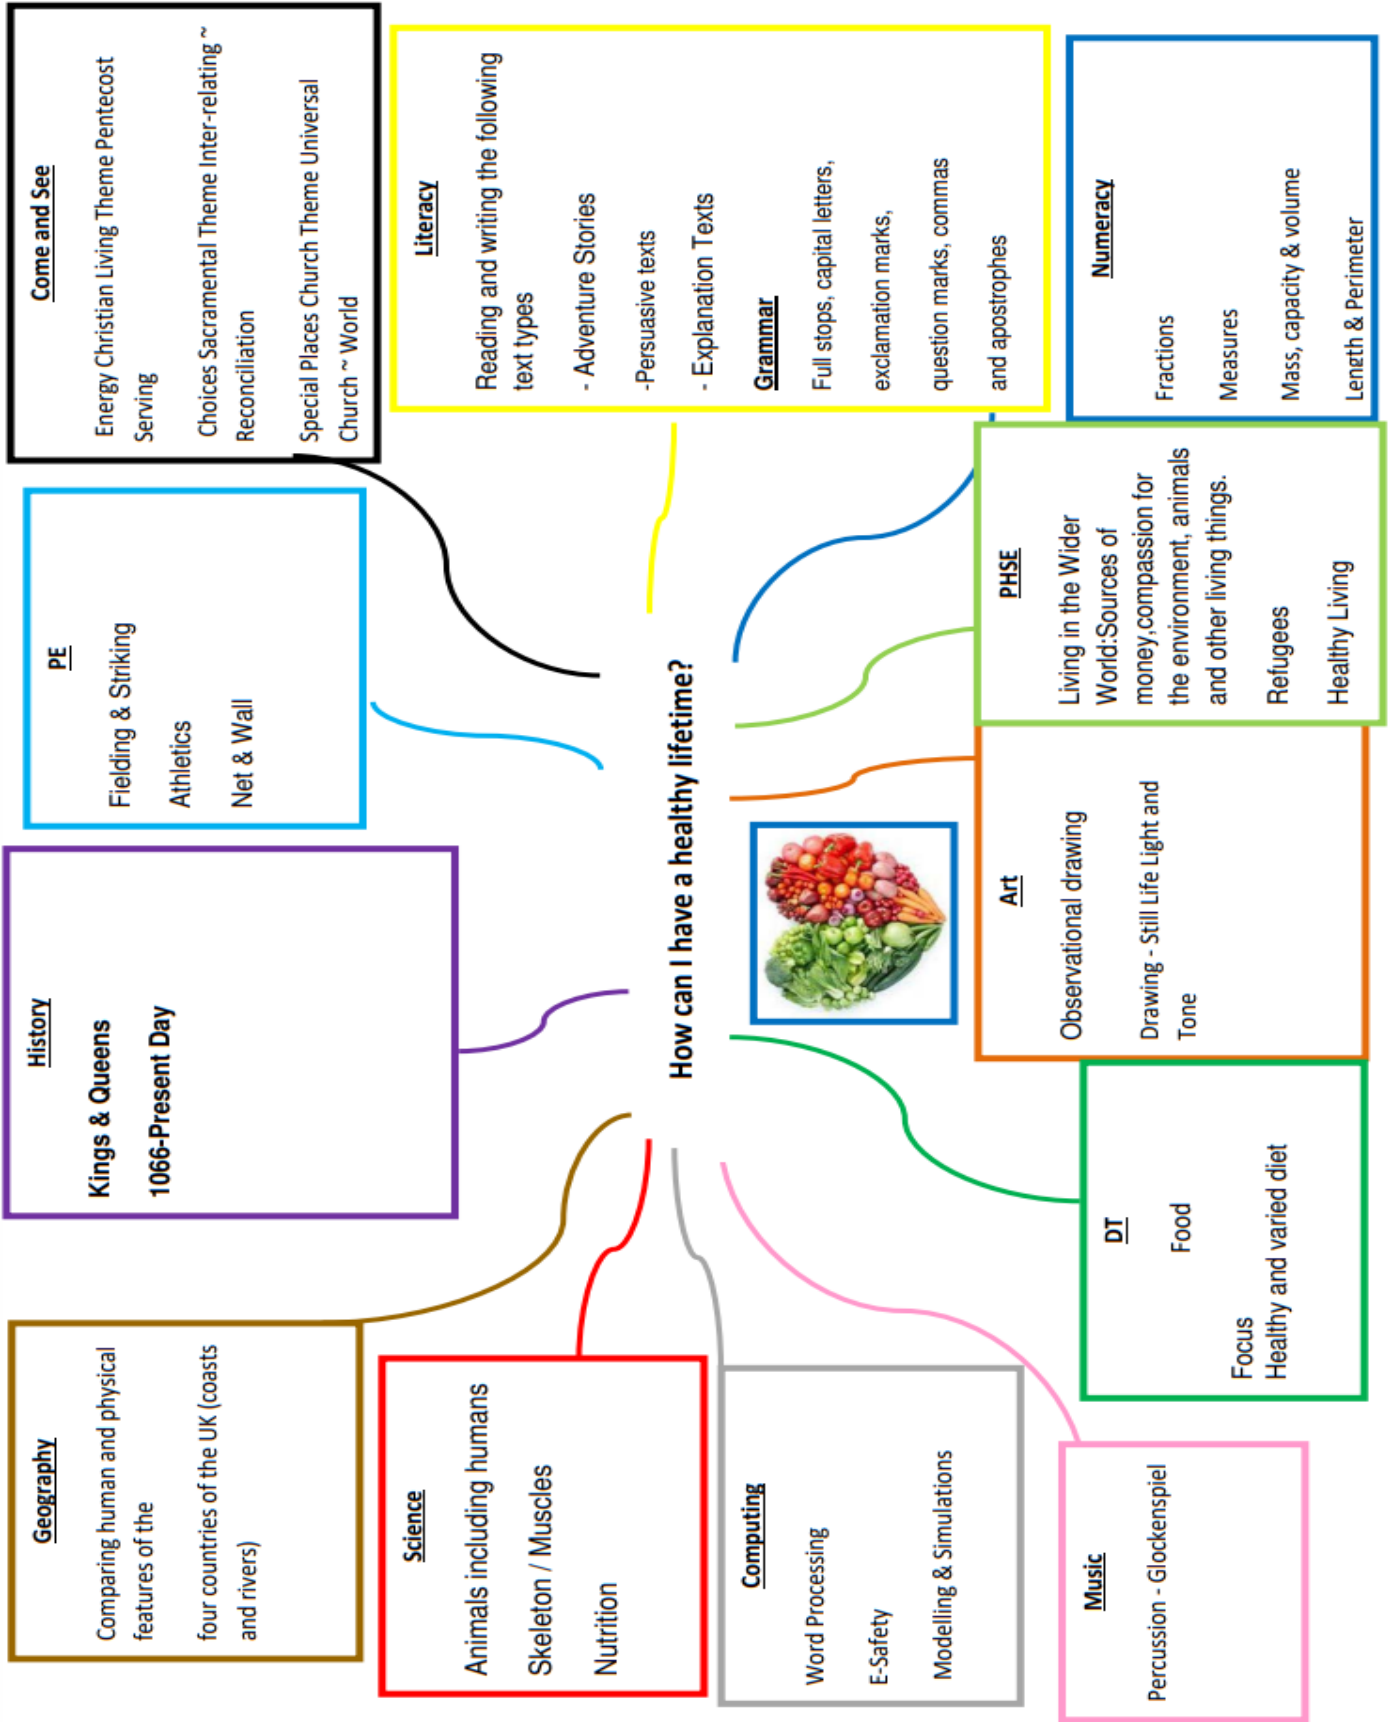 Geography
Comparing human and physical
features of the
four countries of the UK (coasts
and rivers)
History
Kings & Queens
1066-Present Day
PE
Fielding & Striking
Athletics
Net & Wall
Come and See
Energy Christian Living Theme Pentecost
Serving
Choices Sacramental Theme Inter-relating ~
Reconciliation
Special Places Church Theme Universal
Church ~ World
Science
Animals including humans
Skeleton / Muscles
Nutrition
How can I have a healthy lifetime?
Literacy
Reading and writing the following
text types
- Adventure Stories
-Persuasive texts
- Explanation Texts
Grammar
Full stops, capital letters,
exclamation marks,
question marks, commas
and apostrophes
Computing
Word Processing
E-Safety
Modelling & Simulations
Music
Percussion - Glockenspiel
DT
Food
Focus
Healthy and varied diet
Art
Observational drawing
Drawing - Still Life Light and
Tone
PHSE
Living in the Wider
World:Sources of
money,compassion for
the environment, animals
and other living things.
Refugees
Healthy Living
Numeracy
Fractions
Measures
Mass, capacity & volume
Length & Perimeter